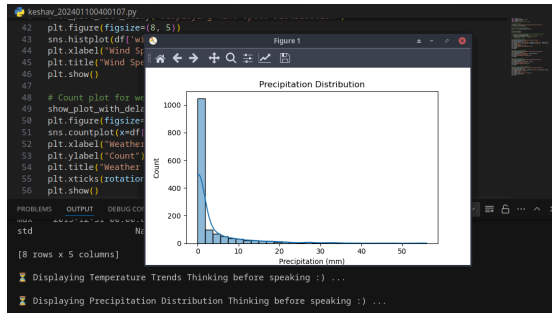 keshav_202401100400107.py
42 plt.figure(figsize=(8, 5))
43 sns.histplot(df['wi
44 plt.xlabel("Wind Sp
45 plt.title("Wind Spe
46 plt.show()
47
48 # Count plot for we
49 show_plot_with_dela
50 plt.figure(figsize=
51 sns.countplot(x=df[
52 plt.xlabel("Weather
53 plt.ylabel("Count")
54 plt.title("Weather
55 plt.xticks(rotation
56 plt.show()
Figure 1
Precipitation Distribution
Count
1000
800
600
400
200
0
0 10 20 30 40 50
Precipitation (mm)
PROBLEMS OUTPUT DEBUG CON
std Na
[8 rows x 5 columns]
⏳ Displaying Temperature Trends Thinking before speaking :) ...
⏳ Displaying Precipitation Distribution Thinking before speaking :) ...